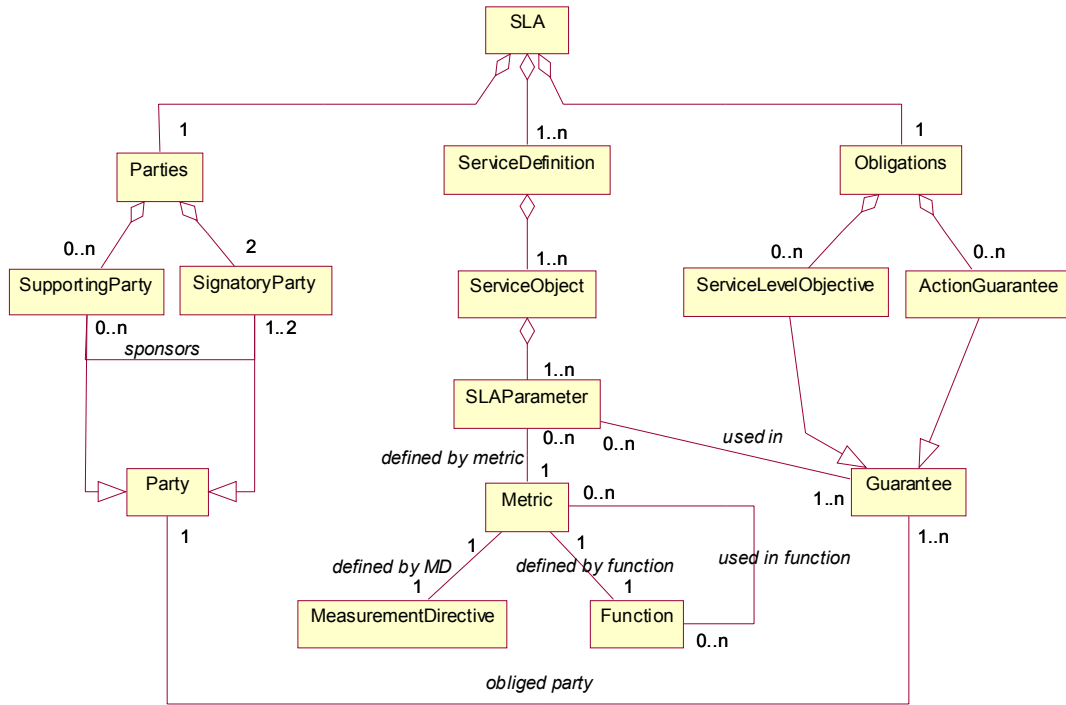 SLA
1
1..n
1
Parties
ServiceDefinition
Obligations
0..n
2
1..n
0..n
0..n
SupportingParty
SignatoryParty
ServiceObject
ServiceLevelObjective
ActionGuarantee
0..n
1..2
sponsors
1..n
SLAParameter
0..n
0..n
used in
defined by metric
1
Party
Metric
0..n
Guarantee
1
1..n
1..n
1
1
defined by MD
defined by function
used in function
1
1
MeasurementDirective
Function
0..n
obliged party